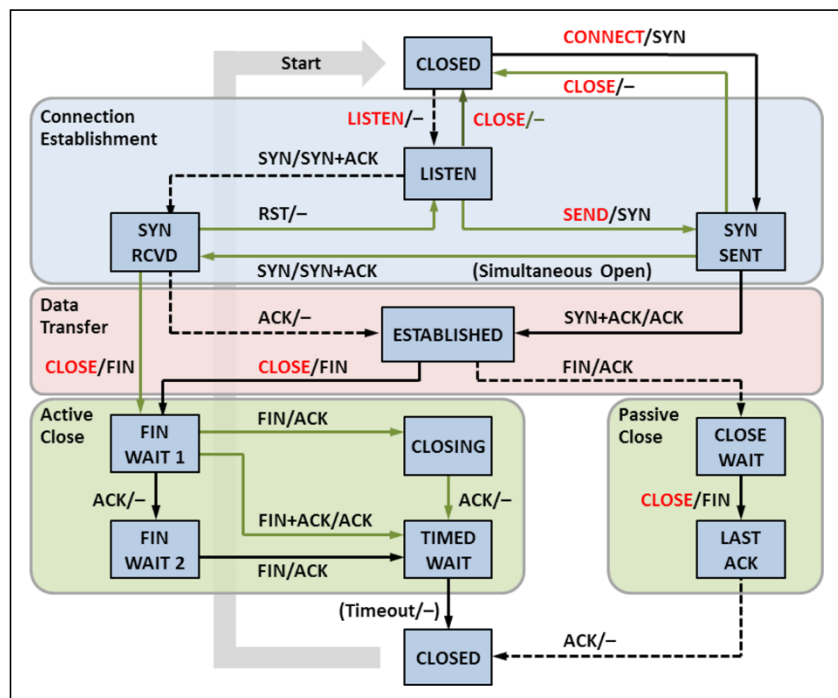 CONNECT/SYN
Start
CLOSED
CLOSE/–
Connection
Establishment
LISTEN/–
CLOSE/–
SYN/SYN+ACK
LISTEN
RST/–
SEND/SYN
SYN
RCVD
SYN
SENT
SYN/SYN+ACK
(Simultaneous Open)
Data
Transfer
ACK/–
ESTABLISHED
SYN+ACK/ACK
CLOSE/FIN
CLOSE/FIN
FIN/ACK
Active
Close
FIN
WAIT 1
FIN/ACK
CLOSING
Passive
Close
CLOSE
WAIT
ACK/–
ACK/–
CLOSE/FIN
FIN+ACK/ACK
FIN
WAIT 2
TIMED
WAIT
LAST
ACK
FIN/ACK
(Timeout/–)
ACK/–
CLOSED